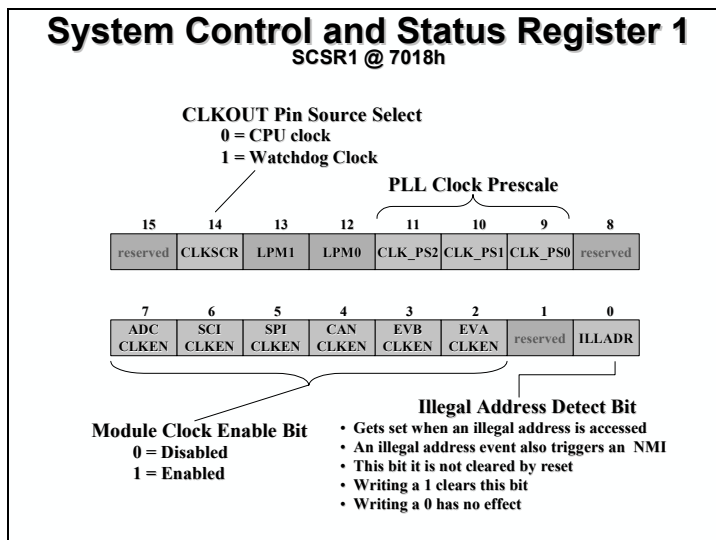 System Control and Status Register 1
SCSR1 @ 7018h
CLKOUT Pin Source Select
0 = CPU clock
1 = Watchdog Clock
PLL Clock Prescale
15 14 13 12 11 10 9 8
reserved CLKSCR LPM1 LPM0 CLK_PS2 CLK_PS1 CLK_PS0 reserved
7 6 5 4 3 2 1 0
ADC SCI SPI CAN EVB EVA
CLKEN CLKEN CLKEN CLKEN CLKEN CLKEN reserved ILLADR
Module Clock Enable Bit
0 = Disabled
1 = Enabled
Illegal Address Detect Bit
• Gets set when an illegal address is accessed
• An illegal address event also triggers an NMI
• This bit it is not cleared by reset
• Writing a 1 clears this bit
• Writing a 0 has no effect